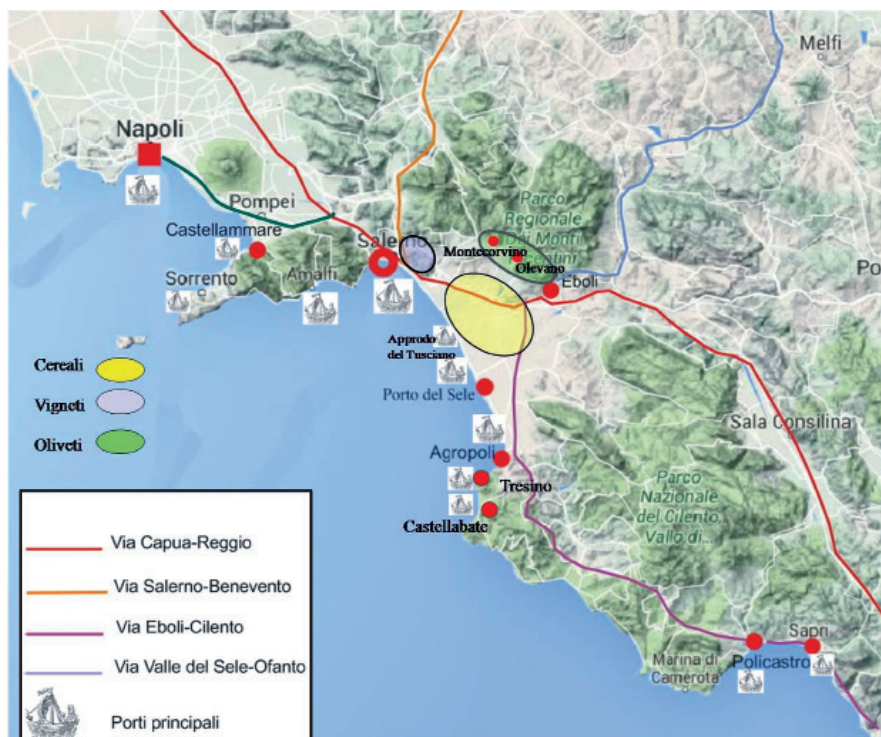 Melfi
Napoli
Pompei
Castellammare
Salerno
Parco
Regionale
Montecorvino
Olevano
Eboli
Sorrento
Amalfi
Po
Approdo
del Tusciano
Cereali
Porto del Sele
Vigneti
Sala Consilina
Oliveti
Agropoli
Tresino
Parco
Nazionale
del Cilento,
Vallo di...
Castellabate
Via Capua-Reggio
Via Salerno-Benevento
Via Eboli-Cilento
Sapri
Marina di
Camerota
Policastro
Via Valle del Sele-Ofanto
Porti principali